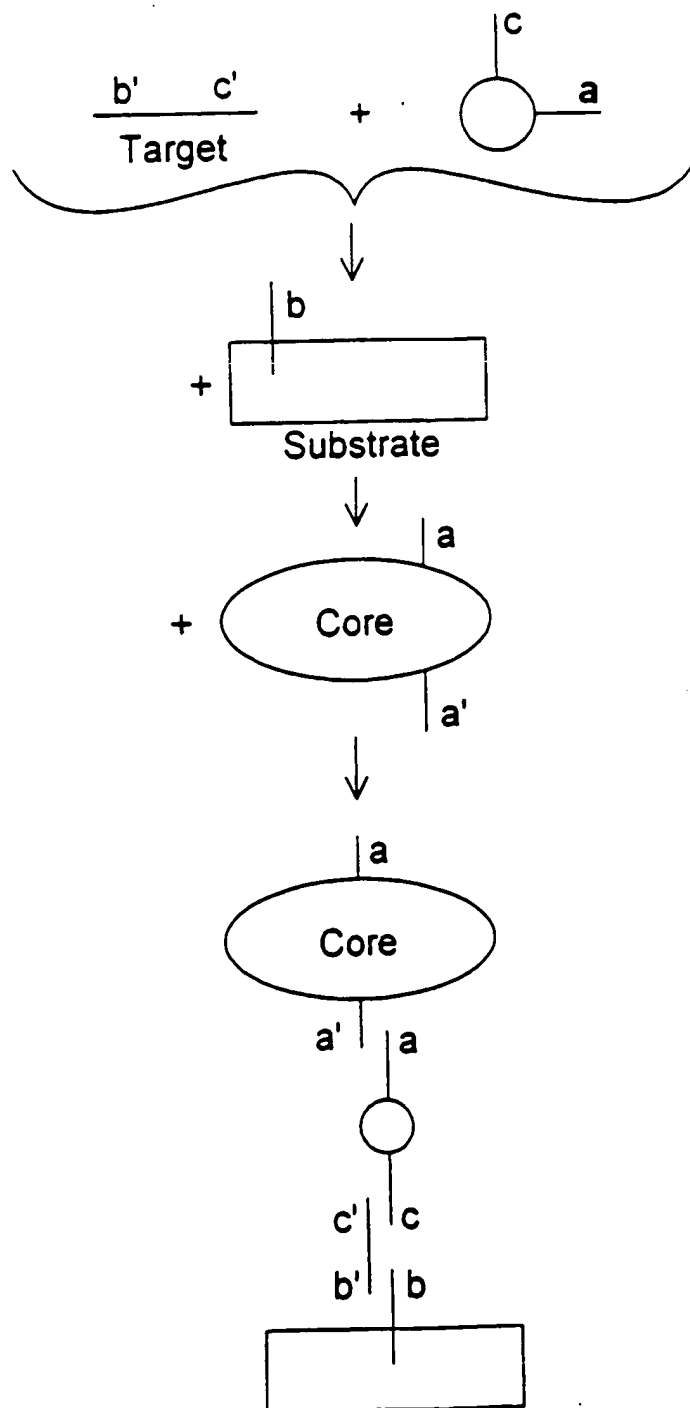 c
b' c' + a
Target
b
+
Substrate
a
+ Core
a'
a
Core
a' a
c' c
b' b